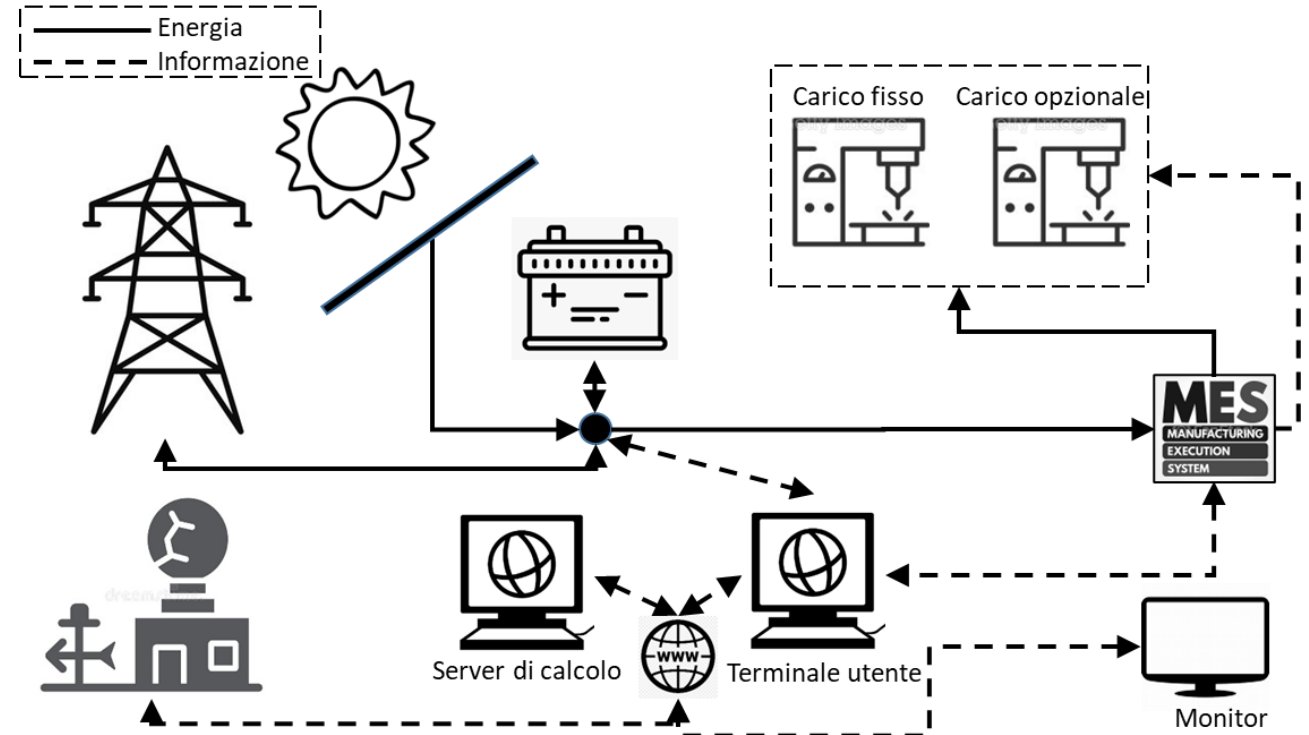 Energia
Informazione
Carico fisso
Carico opzionale
MES
MANUFACTURING
EXECUTION
SYSTEM
www
Server di calcolo
Terminale utente
Monitor